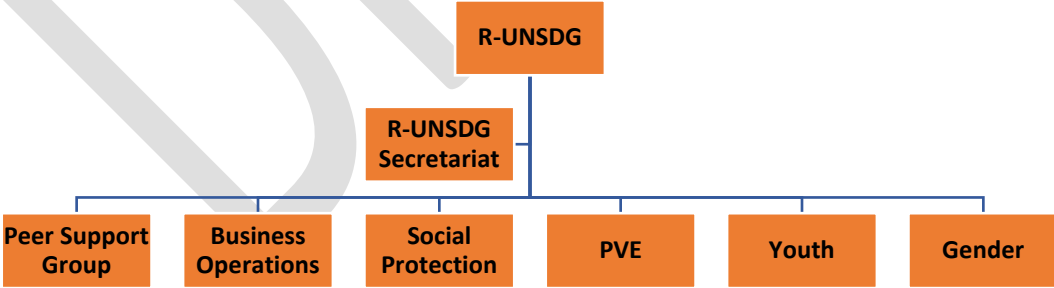 R-UNSDG
R-UNSDG
Secretariat
Peer Support
Group
Business
Operations
Social
Protection
PVE
Youth
Gender